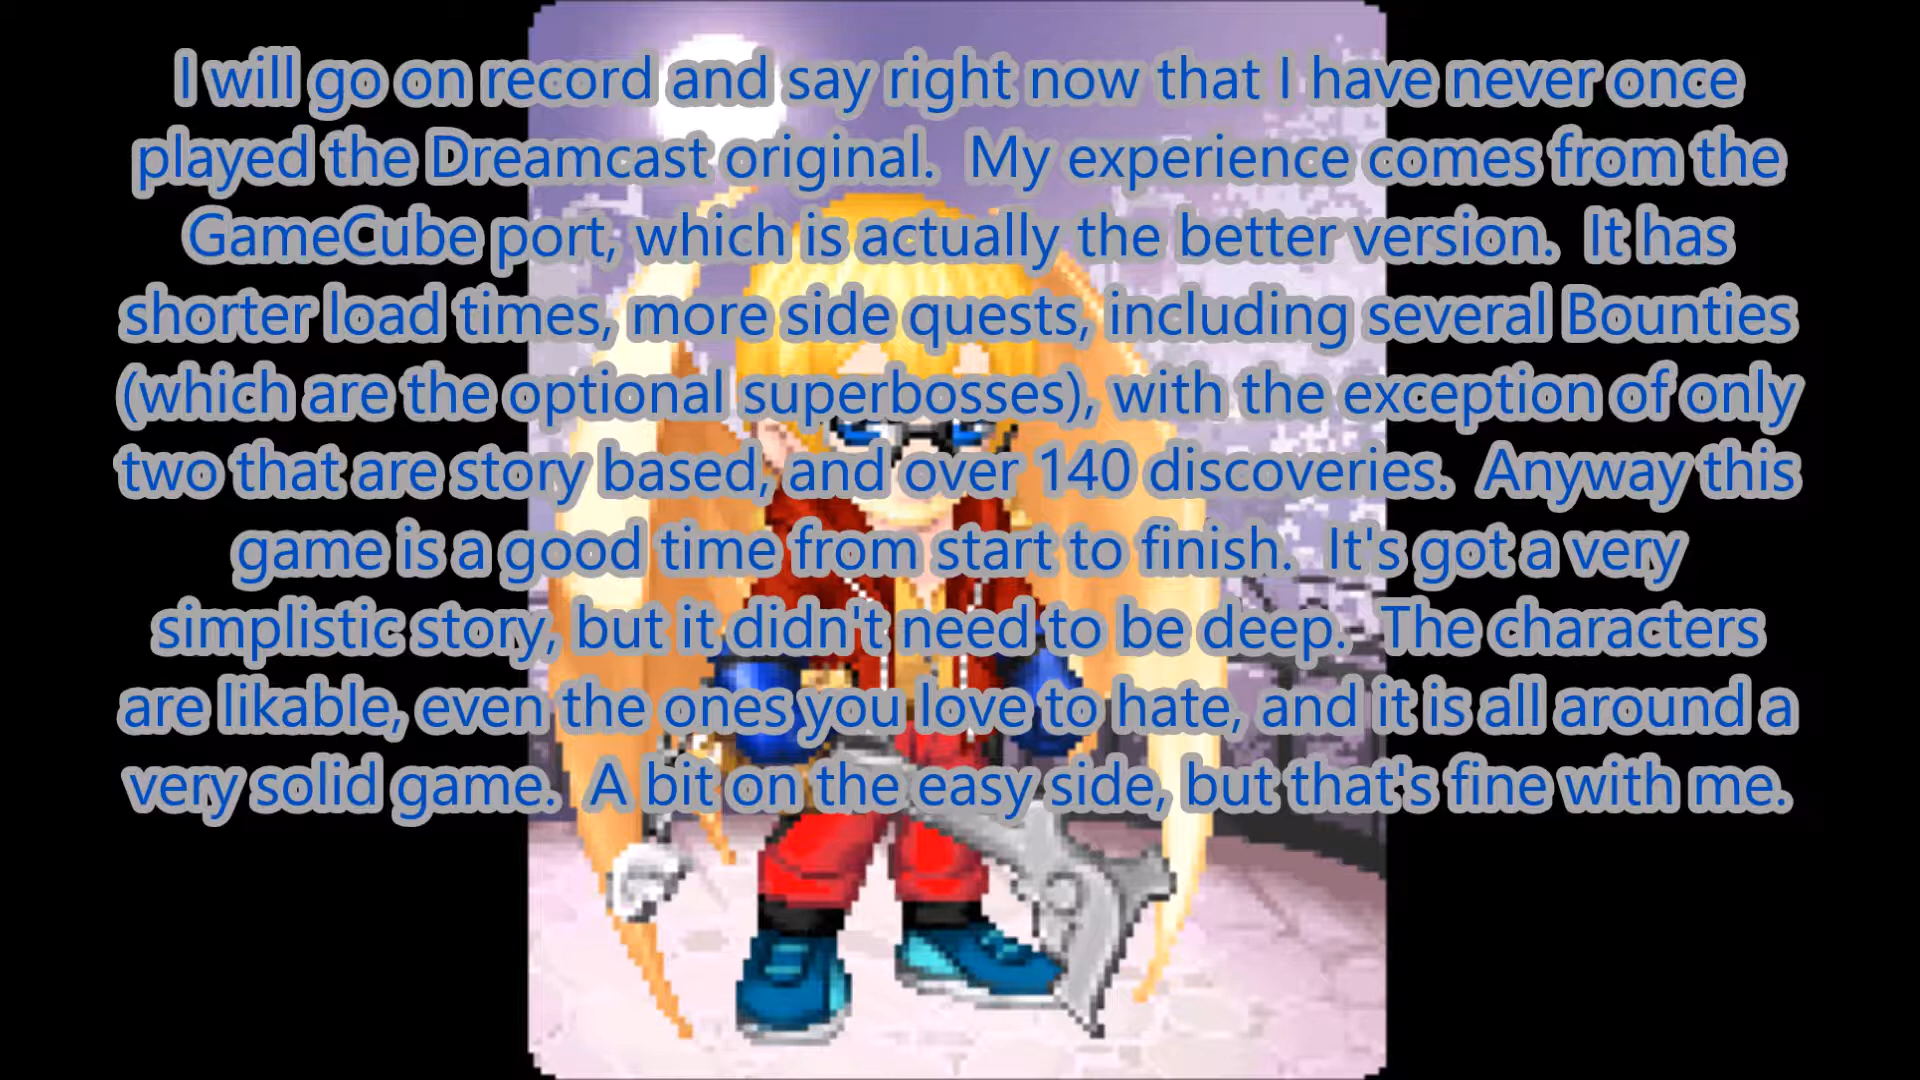 I will go on record and say right now that I have never once
played the Dreamcast original.  My experience comes from the
GameCube port, which is actually the better version.  It has
shorter load times, more side quests, including several Bounties
(which are the optional superbosses), with the exception of only
two that are story based, and over 140 discoveries.  Anyway this
game is a good time from start to finish.  It's got a very
simplistic story, but it didn't need to be deep.  The characters
are likable, even the ones you love to hate, and it is all around a
very solid game.  A bit on the easy side, but that's fine with me.